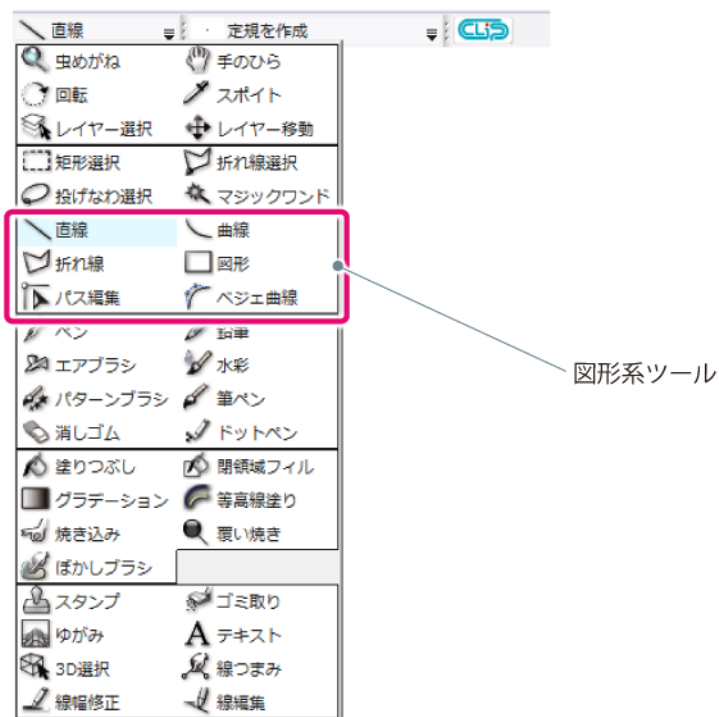 直線 定規を作成 CLiP
虫めがね 手のひら
回転 スポイト
レイヤー選択 レイヤー移動
矩形選択 折れ線選択
投げなわ選択 マジックワンド
直線 曲線
折れ線 図形
パス編集 ベジェ曲線
ペン 鉛筆
図形系ツール
エアブラシ 水彩
パターンブラシ 筆ペン
消しゴム ドットペン
塗りつぶし 閉領域フィル
グラデーション 等高線塗り
焼き込み 覆い焼き
ぼかしブラシ
スタンプ ゴミ取り
ゆがみ テキスト
3D選択 線つまみ
線幅修正 線編集